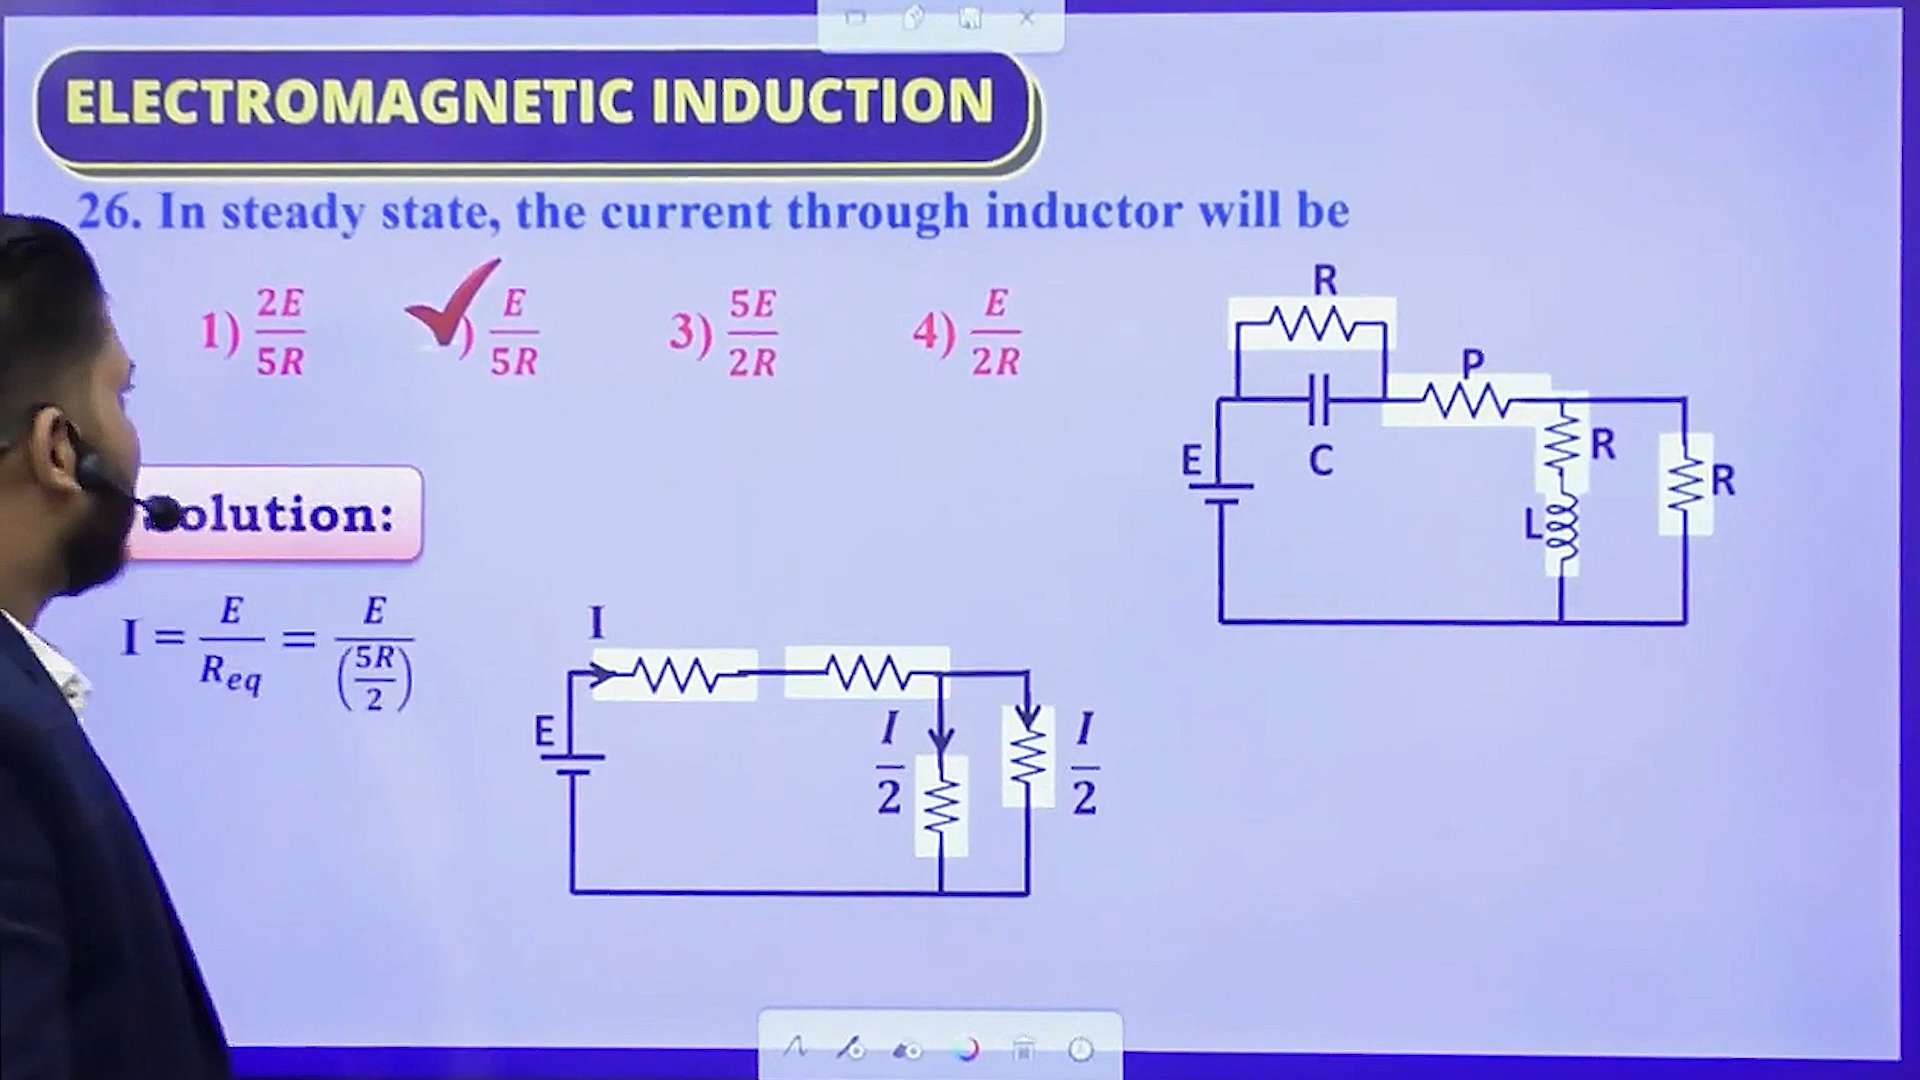 ELECTROMAGNETIC INDUCTION
26. In steady state, the current through inductor will be
1) 2E/5R ) E/5R 3) 5E/2R 4) E/2R
R
P
R
R
E
C
L
olution:
I = E/R_eq = E/(5R/2)
I
E
I/2
I/2